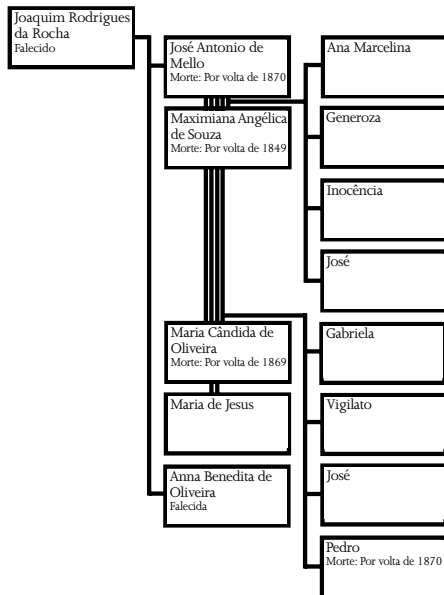 Joaquim Rodrigues
da Rocha
Falecido
José Antonio de
Mello
Morte: Por volta de 1870
Maximiana Angélica
de Souza
Morte: Por volta de 1849
Ana Marcelina
Generoza
Inocência
José
Maria Cândida de
Oliveira
Morte: Por volta de 1869
Maria de Jesus
Anna Benedita de
Oliveira
Falecida
Gabriela
Vigilato
José
Pedro
Morte: Por volta de 1870